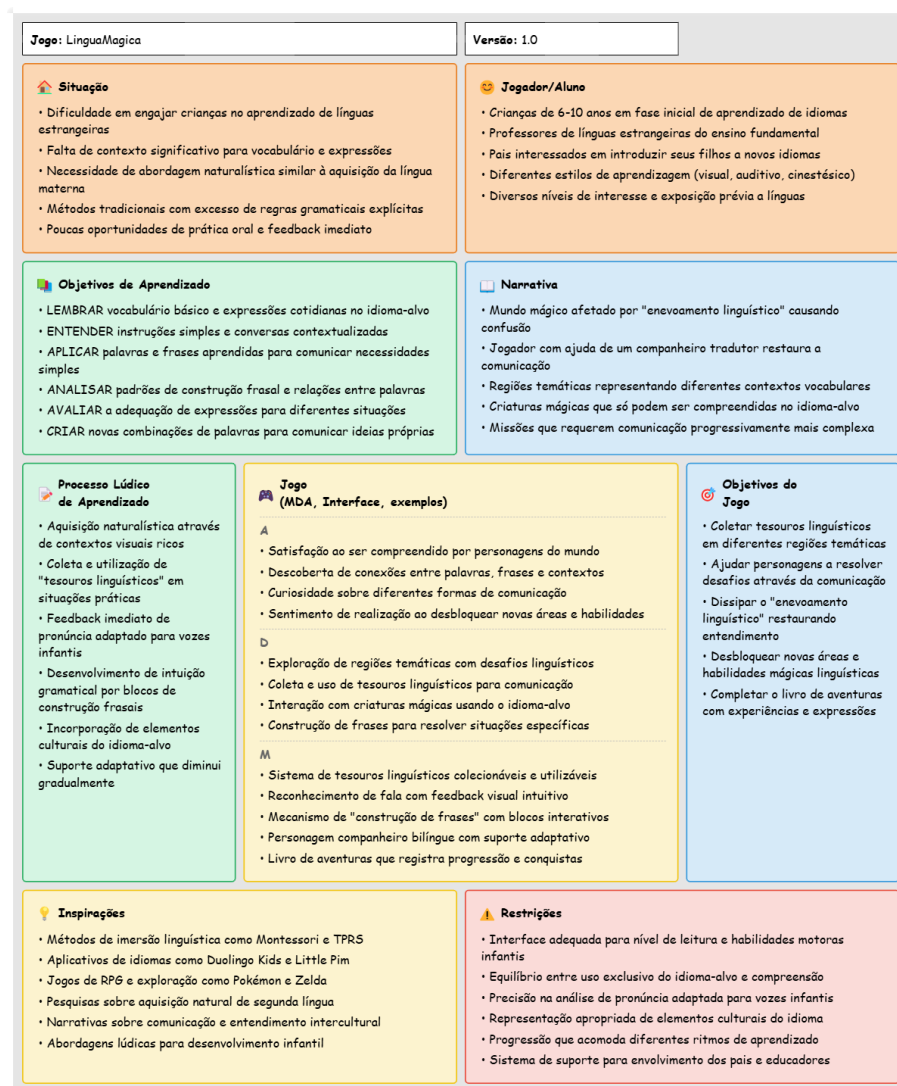 Jogo: LinguaMagica
Versão: 1.0
Situação
• Dificuldade em engajar crianças no aprendizado de línguas
estrangeiras
• Falta de contexto significativo para vocabulário e expressões
• Necessidade de abordagem naturalística similar à aquisição da língua
materna
• Métodos tradicionais com excesso de regras gramaticais explícitas
• Poucas oportunidades de prática oral e feedback imediato
Jogador/Aluno
• Crianças de 6-10 anos em fase inicial de aprendizado de idiomas
• Professores de línguas estrangeiras do ensino fundamental
• Pais interessados em introduzir seus filhos a novos idiomas
• Diferentes estilos de aprendizagem (visual, auditivo, cinestésico)
• Diversos níveis de interesse e exposição prévia a línguas
Objetivos de Aprendizado
• LEMBRAR vocabulário básico e expressões cotidianas no idioma-alvo
• ENTENDER instruções simples e conversas contextualizadas
• APLICAR palavras e frases aprendidas para comunicar necessidades
simples
• ANALISAR padrões de construção frasal e relações entre palavras
• AVALIAR a adequação de expressões para diferentes situações
• CRIAR novas combinações de palavras para comunicar ideias próprias
Narrativa
• Mundo mágico afetado por "enevoamento linguístico" causando
confusão
• Jogador com ajuda de um companheiro tradutor restaura a
comunicação
• Regiões temáticas representando diferentes contextos vocabulares
• Criaturas mágicas que só podem ser compreendidas no idioma-alvo
• Missões que requerem comunicação progressivamente mais complexa
Processo Lúdico
de Aprendizado
• Aquisição naturalística através
de contextos visuais ricos
• Coleta e utilização de
"tesouros linguísticos" em
situações práticas
• Feedback imediato de
pronúncia adaptado para vozes
infantis
• Desenvolvimento de intuição
gramatical por blocos de
construção frasais
• Incorporação de elementos
culturais do idioma-alvo
• Suporte adaptativo que diminui
gradualmente
Jogo
(MDA, Interface, exemplos)
A
• Satisfação ao ser compreendido por personagens do mundo
• Descoberta de conexões entre palavras, frases e contextos
• Curiosidade sobre diferentes formas de comunicação
• Sentimento de realização ao desbloquear novas áreas e habilidades
D
• Exploração de regiões temáticas com desafios linguísticos
• Coleta e uso de tesouros linguísticos para comunicação
• Interação com criaturas mágicas usando o idioma-alvo
• Construção de frases para resolver situações específicas
M
• Sistema de tesouros linguísticos colecionáveis e utilizáveis
• Reconhecimento de fala com feedback visual intuitivo
• Mecanismo de "construção de frases" com blocos interativos
• Personagem companheiro bilíngue com suporte adaptativo
• Livro de aventuras que registra progressão e conquistas
Objetivos do
Jogo
• Coletar tesouros linguísticos
em diferentes regiões temáticas
• Ajudar personagens a resolver
desafios através da comunicação
• Dissipar o "enevoamento
linguístico" restaurando
entendimento
• Desbloquear novas áreas e
habilidades mágicas linguísticas
• Completar o livro de aventuras
com experiências e expressões
Inspirações
• Métodos de imersão linguística como Montessori e TPRS
• Aplicativos de idiomas como Duolingo Kids e Little Pim
• Jogos de RPG e exploração como Pokémon e Zelda
• Pesquisas sobre aquisição natural de segunda língua
• Narrativas sobre comunicação e entendimento intercultural
• Abordagens lúdicas para desenvolvimento infantil
Restrições
• Interface adequada para nível de leitura e habilidades motoras
infantis
• Equilíbrio entre uso exclusivo do idioma-alvo e compreensão
• Precisão na análise de pronúncia adaptada para vozes infantis
• Representação apropriada de elementos culturais do idioma
• Progressão que acomoda diferentes ritmos de aprendizado
• Sistema de suporte para envolvimento dos pais e educadores